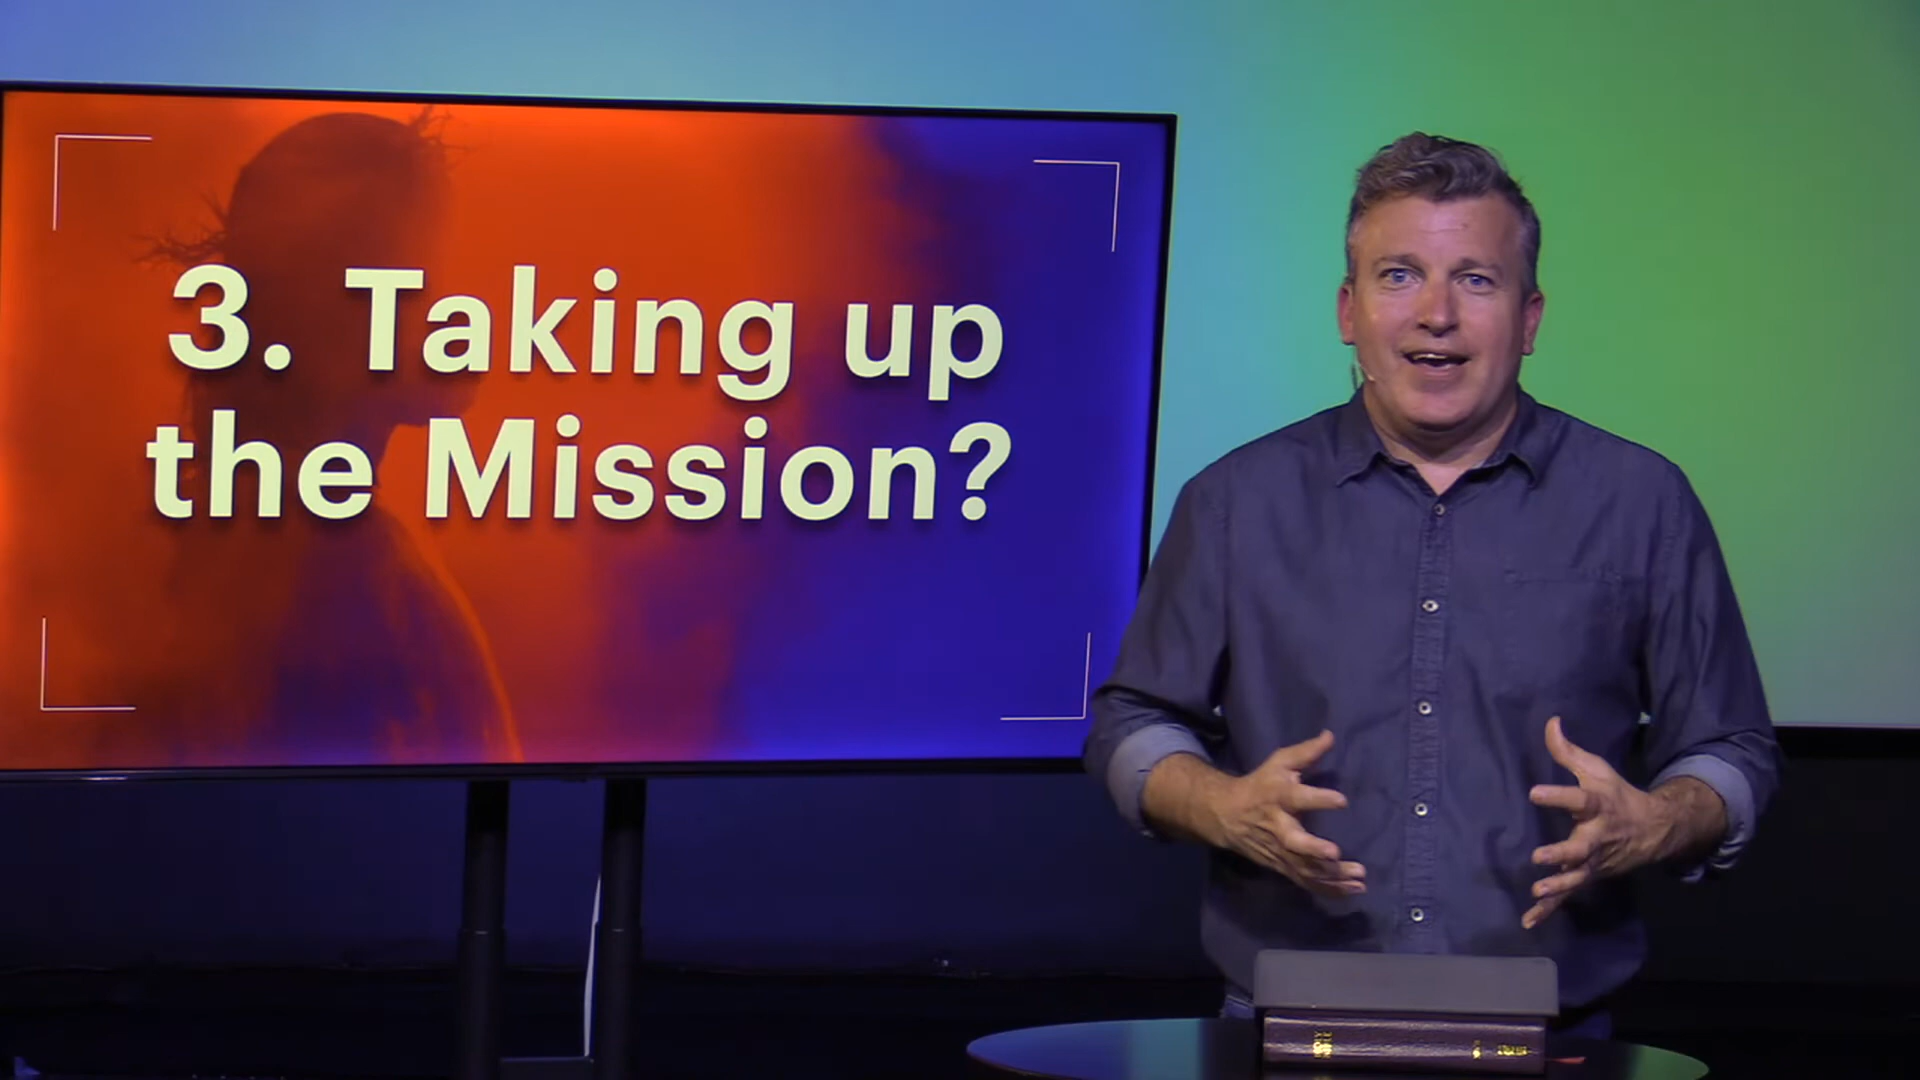 3. Taking up
the Mission?